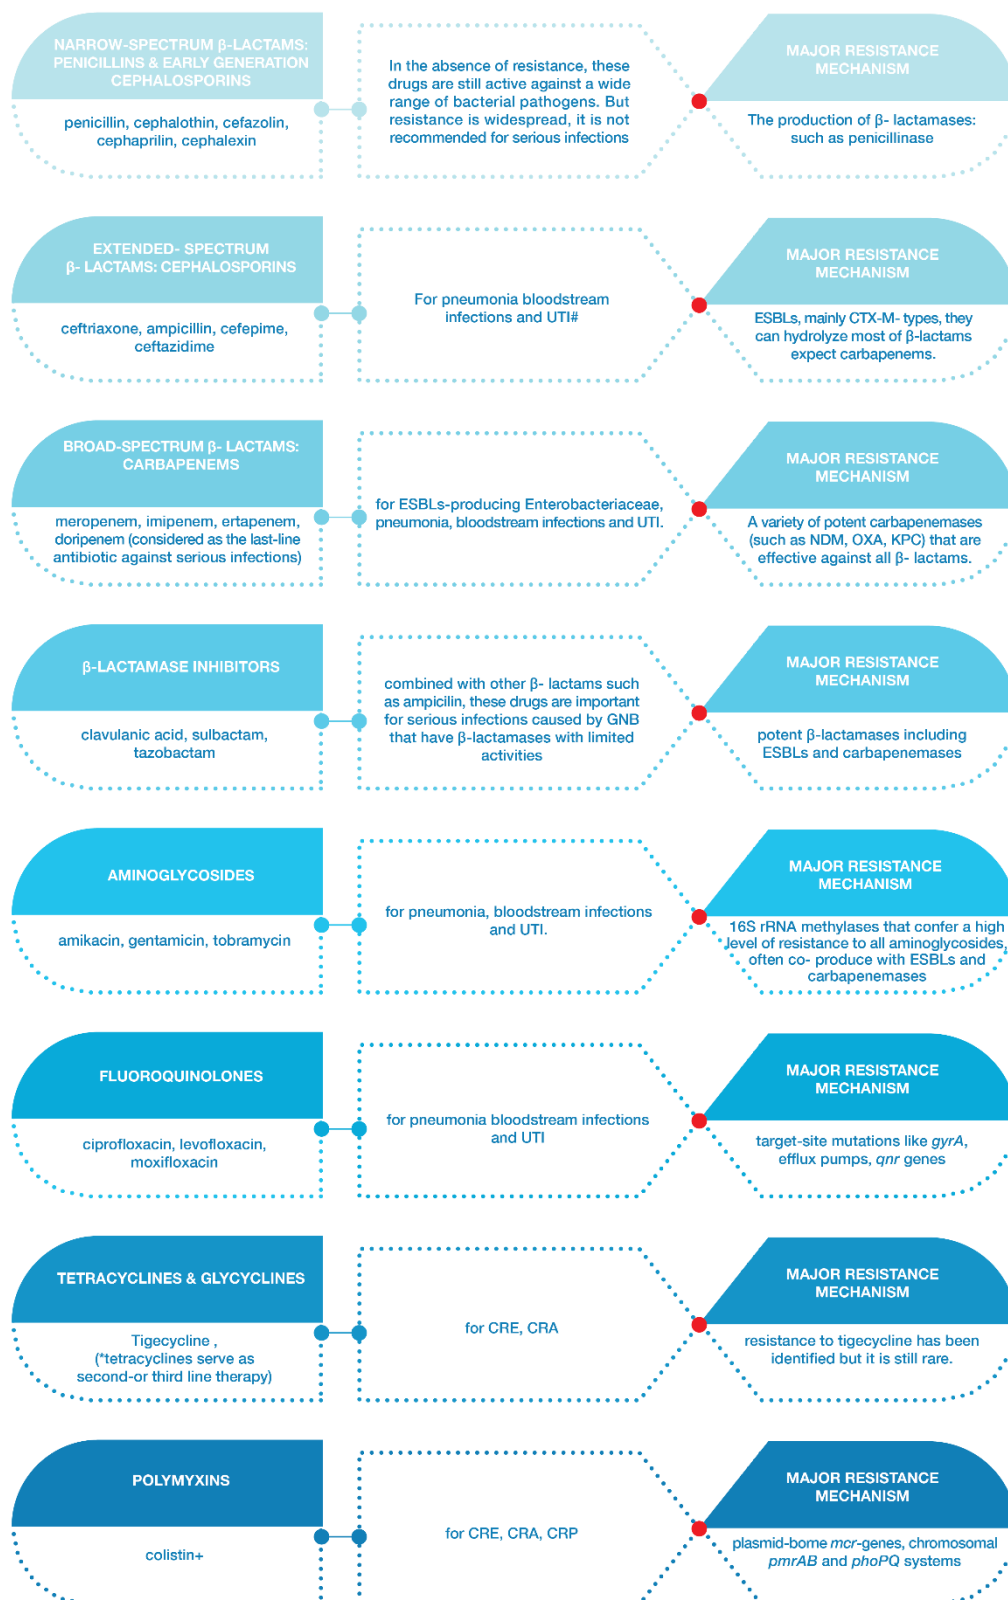 NARROW-SPECTRUM β-LACTAMS:
PENICILLINS & EARLY GENERATION
CEPHALOSPORINS
penicillin, cephalothin, cefazolin,
cephaprilin, cephalexin
In the absence of resistance, these
drugs are still active against a wide
range of bacterial pathogens. But
resistance is widespread, it is not
recommended for serious infections
MAJOR RESISTANCE
MECHANISM
The production of β- lactamases:
such as penicillinase
EXTENDED- SPECTRUM
β- LACTAMS: CEPHALOSPORINS
ceftriaxone, ampicillin, cefepime,
ceftazidime
For pneumonia bloodstream
infections and UTI#
MAJOR RESISTANCE
MECHANISM
ESBLs, mainly CTX-M- types, they
can hydrolyze most of β-lactams
expect carbapenems.
BROAD-SPECTRUM β- LACTAMS:
CARBAPENEMS
meropenem, imipenem, ertapenem,
doripenem (considered as the last-line
antibiotic against serious infections)
for ESBLs-producing Enterobacteriaceae,
pneumonia, bloodstream infections and UTI.
MAJOR RESISTANCE
MECHANISM
A variety of potent carbapenemases
(such as NDM, OXA, KPC) that are
effective against all β- lactams.
β-LACTAMASE INHIBITORS
clavulanic acid, sulbactam,
tazobactam
combined with other β- lactams such
as ampicilin, these drugs are important
for serious infections caused by GNB
that have β-lactamases with limited
activities
MAJOR RESISTANCE
MECHANISM
potent β-lactamases including
ESBLs and carbapenemases
AMINOGLYCOSIDES
amikacin, gentamicin, tobramycin
for pneumonia, bloodstream infections
and UTI.
MAJOR RESISTANCE
MECHANISM
16S rRNA methylases that confer a high
level of resistance to all aminoglycosides,
often co- produce with ESBLs and
carbapenemases
FLUOROQUINOLONES
ciprofloxacin, levofloxacin,
moxifloxacin
for pneumonia bloodstream infections
and UTI
MAJOR RESISTANCE
MECHANISM
target-site mutations like gyrA,
efflux pumps, qnr genes
TETRACYCLINES & GLYCYCLINES
Tigecycline ,
(*tetracyclines serve as
second-or third line therapy)
for CRE, CRA
MAJOR RESISTANCE
MECHANISM
resistance to tigecycline has been
identified but it is still rare.
POLYMYXINS
colistin+
for CRE, CRA, CRP
MAJOR RESISTANCE
MECHANISM
plasmid-borne mcr-genes, chromosomal
pmrAB and phoPQ systems